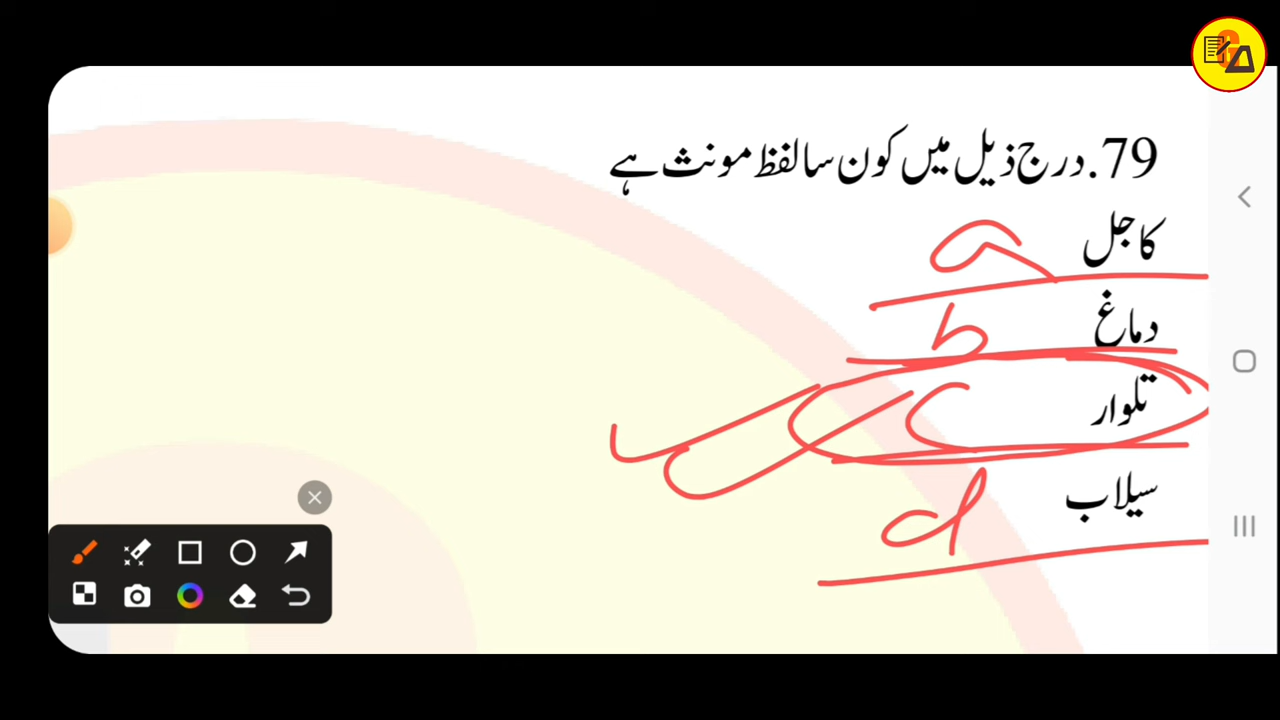 79. درج ذیل میں کون سا لفظ مونث ہے
کاجل a
دماغ b
تلوار c
سیلاب d